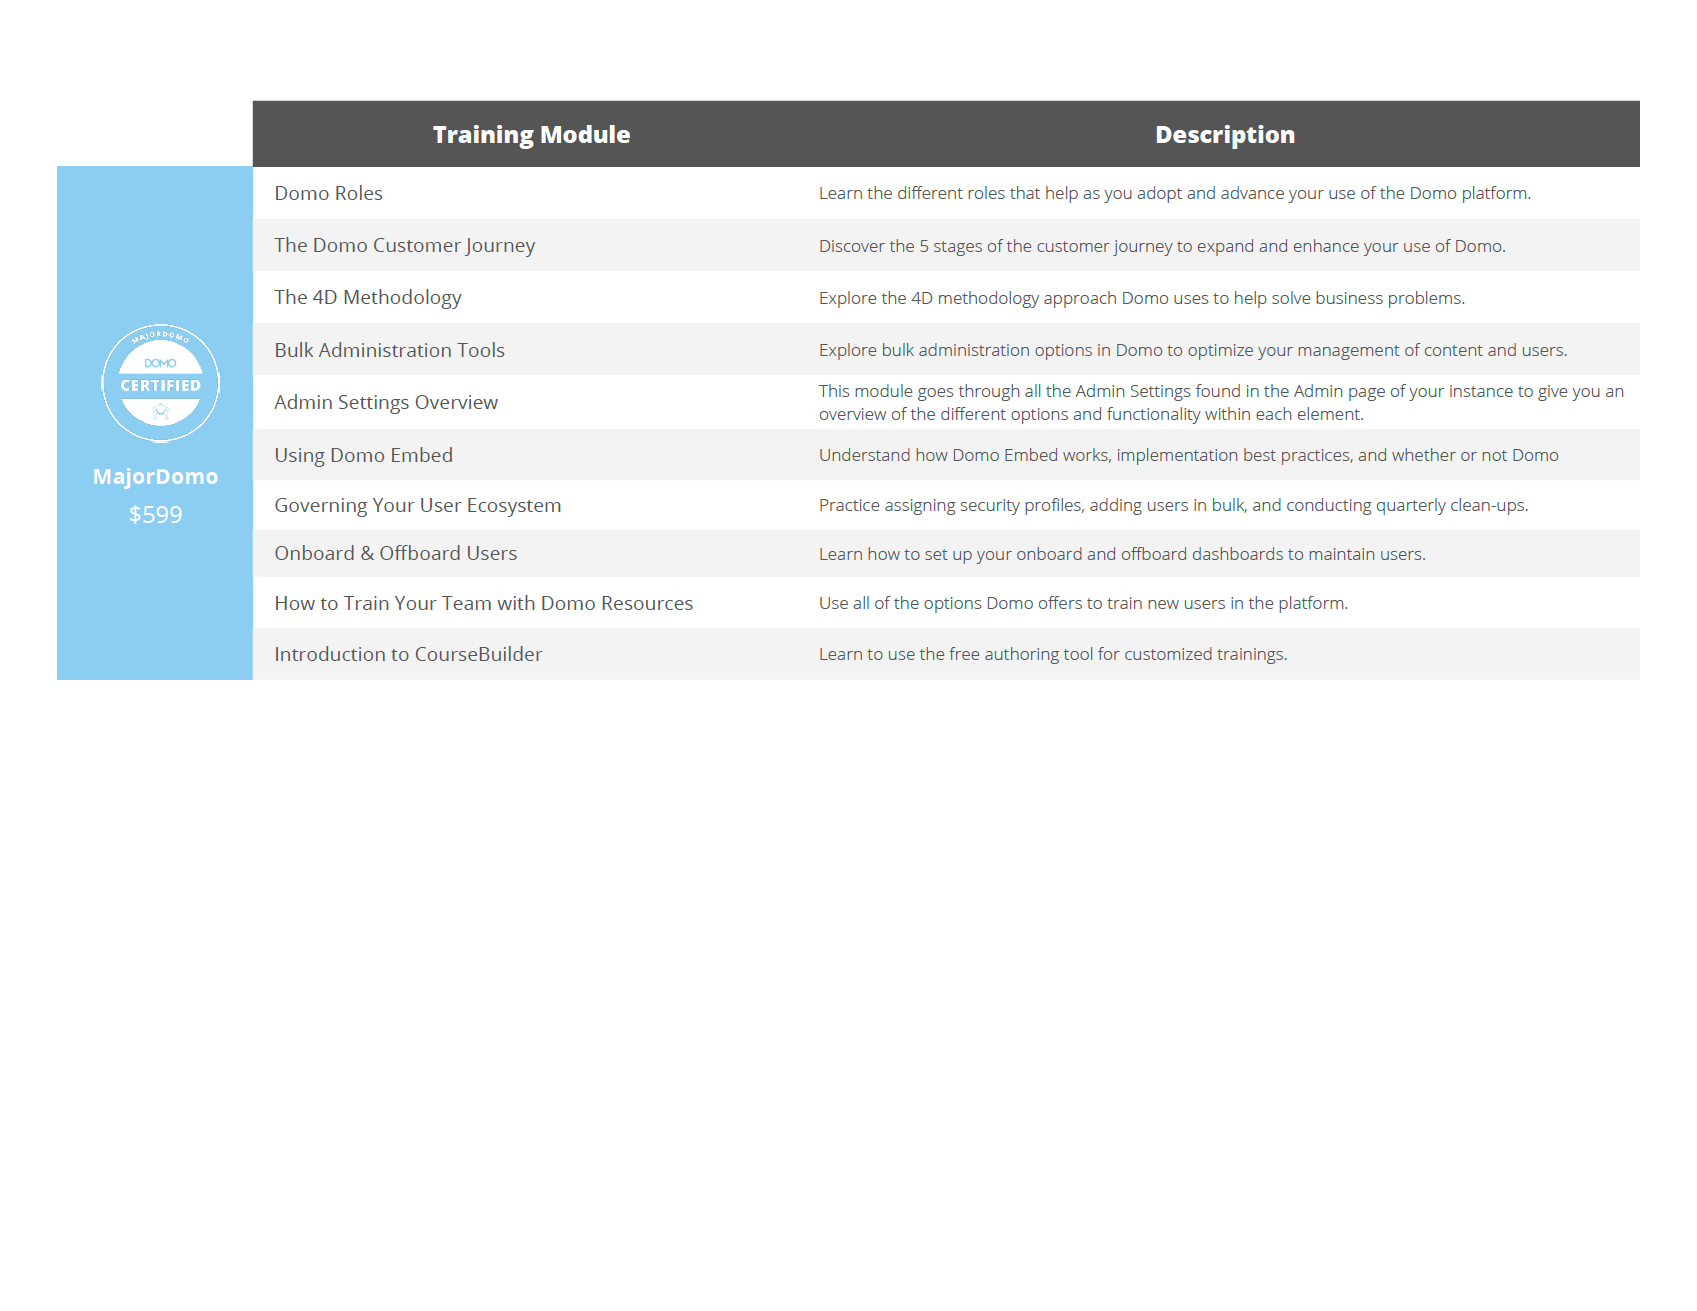 Training Module Description
Domo Roles Learn the different roles that help as you adopt and advance your use of the Domo platform.
The Domo Customer Journey Discover the 5 stages of the customer journey to expand and enhance your use of Domo.
The 4D Methodology Explore the 4D methodology approach Domo uses to help solve business problems.
Bulk Administration Tools Explore bulk administration options in Domo to optimize your management of content and users.
Admin Settings Overview This module goes through all the Admin Settings found in the Admin page of your instance to give you an
overview of the different options and functionality within each element.
Using Domo Embed Understand how Domo Embed works, implementation best practices, and whether or not Domo
Governing Your User Ecosystem Practice assigning security profiles, adding users in bulk, and conducting quarterly clean-ups.
Onboard & Offboard Users Learn how to set up your onboard and offboard dashboards to maintain users.
How to Train Your Team with Domo Resources Use all of the options Domo offers to train new users in the platform.
Introduction to CourseBuilder Learn to use the free authoring tool for customized trainings.
MAJORDOMO
DOMO
CERTIFIED
MajorDomo
$599